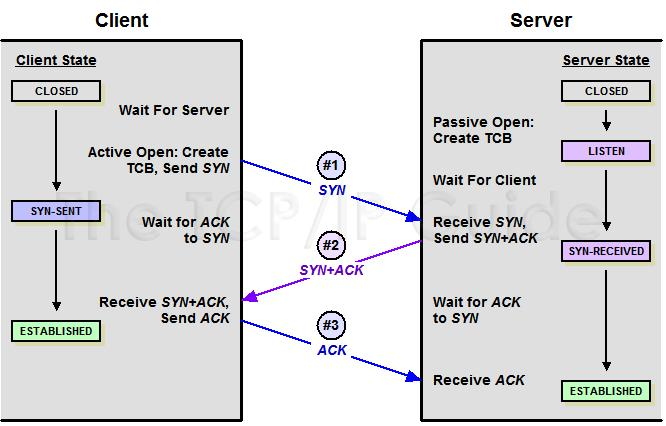 Client
Server
Client State
Server State
CLOSED
CLOSED
Wait For Server
Passive Open:
Create TCB
LISTEN
Active Open: Create
TCB, Send SYN
#1
SYN
Wait For Client
SYN-SENT
The TCP/IP Guide
Wait for ACK
to SYN
Receive SYN,
Send SYN+ACK
#2
SYN+ACK
SYN-RECEIVED
Receive SYN+ACK,
Send ACK
Wait for ACK
to SYN
ESTABLISHED
#3
ACK
Receive ACK
ESTABLISHED